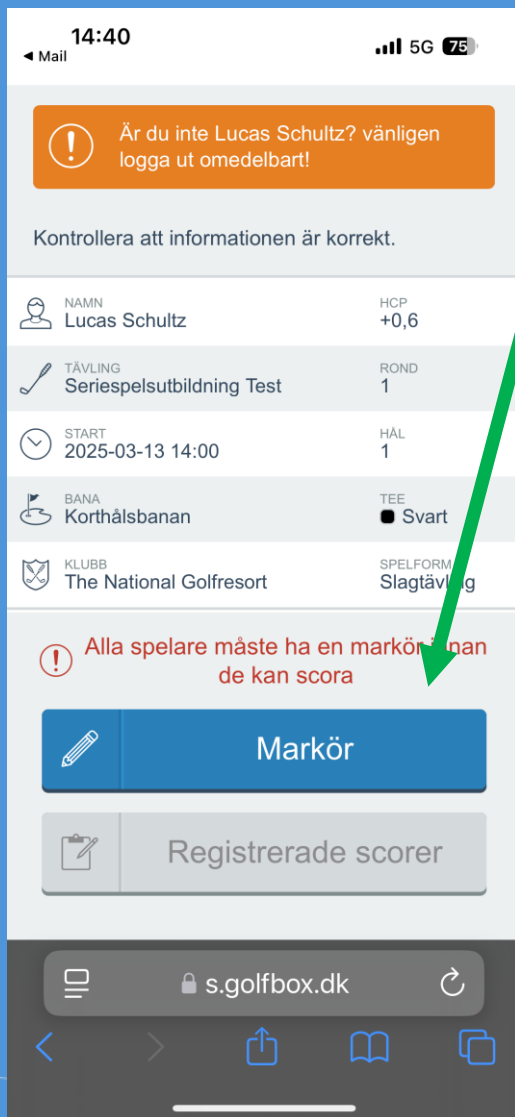 14:40
◀ Mail
5G 75
Är du inte Lucas Schultz? vänligen
logga ut omedelbart!
Kontrollera att informationen är korrekt.
NAMN HCP
Lucas Schultz +0,6
TÄVLING ROND
Seriespelsutbildning Test 1
START HÅL
2025-03-13 14:00 1
BANA TEE
Korthålsbanan Svart
KLUBB SPELFORM
The National Golfresort Slagtävling
Alla spelare måste ha en markör innan
de kan scora
Markör
Registrerade scorer
s.golfbox.dk